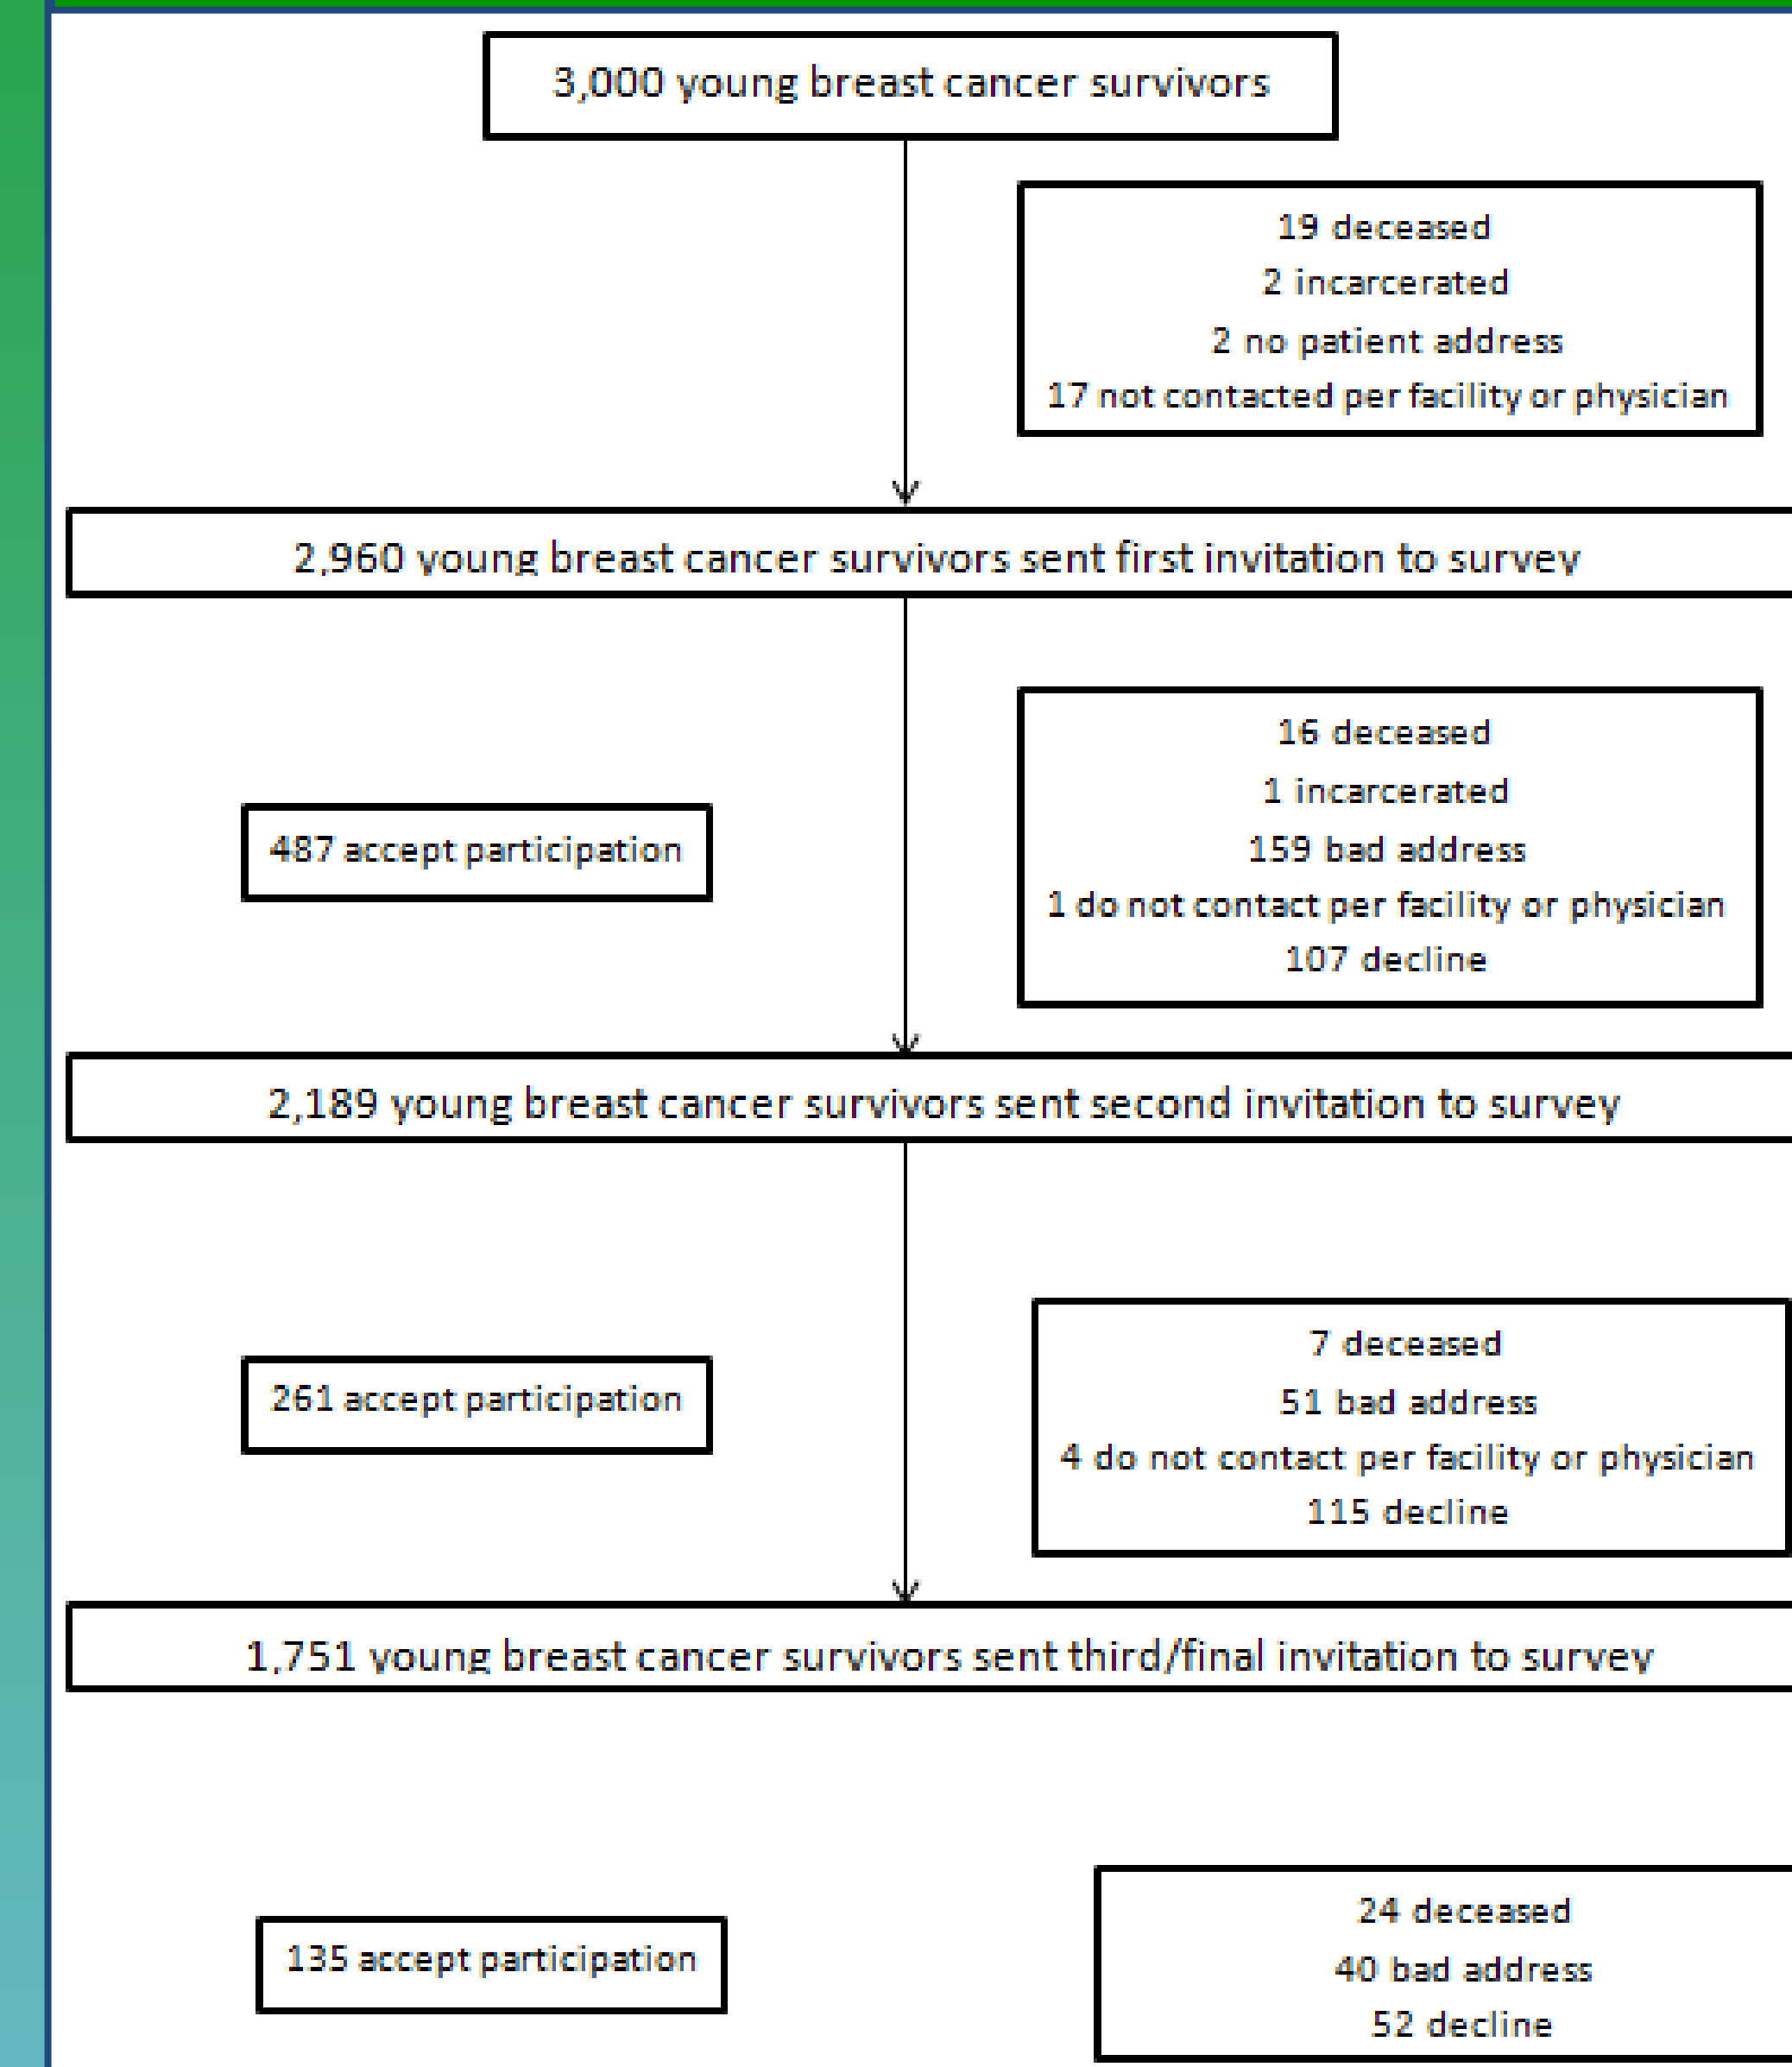 3,000 young breast cancer survivors
19 deceased
2 incarcerated
2 no patient address
17 not contacted per facility or physician
2,960 young breast cancer survivors sent first invitation to survey
487 accept participation
16 deceased
1 incarcerated
159 bad address
1 do not contact per facility or physician
107 decline
2,189 young breast cancer survivors sent second invitation to survey
261 accept participation
7 deceased
51 bad address
4 do not contact per facility or physician
115 decline
1,751 young breast cancer survivors sent third/final invitation to survey
135 accept participation
24 deceased
40 bad address
52 decline